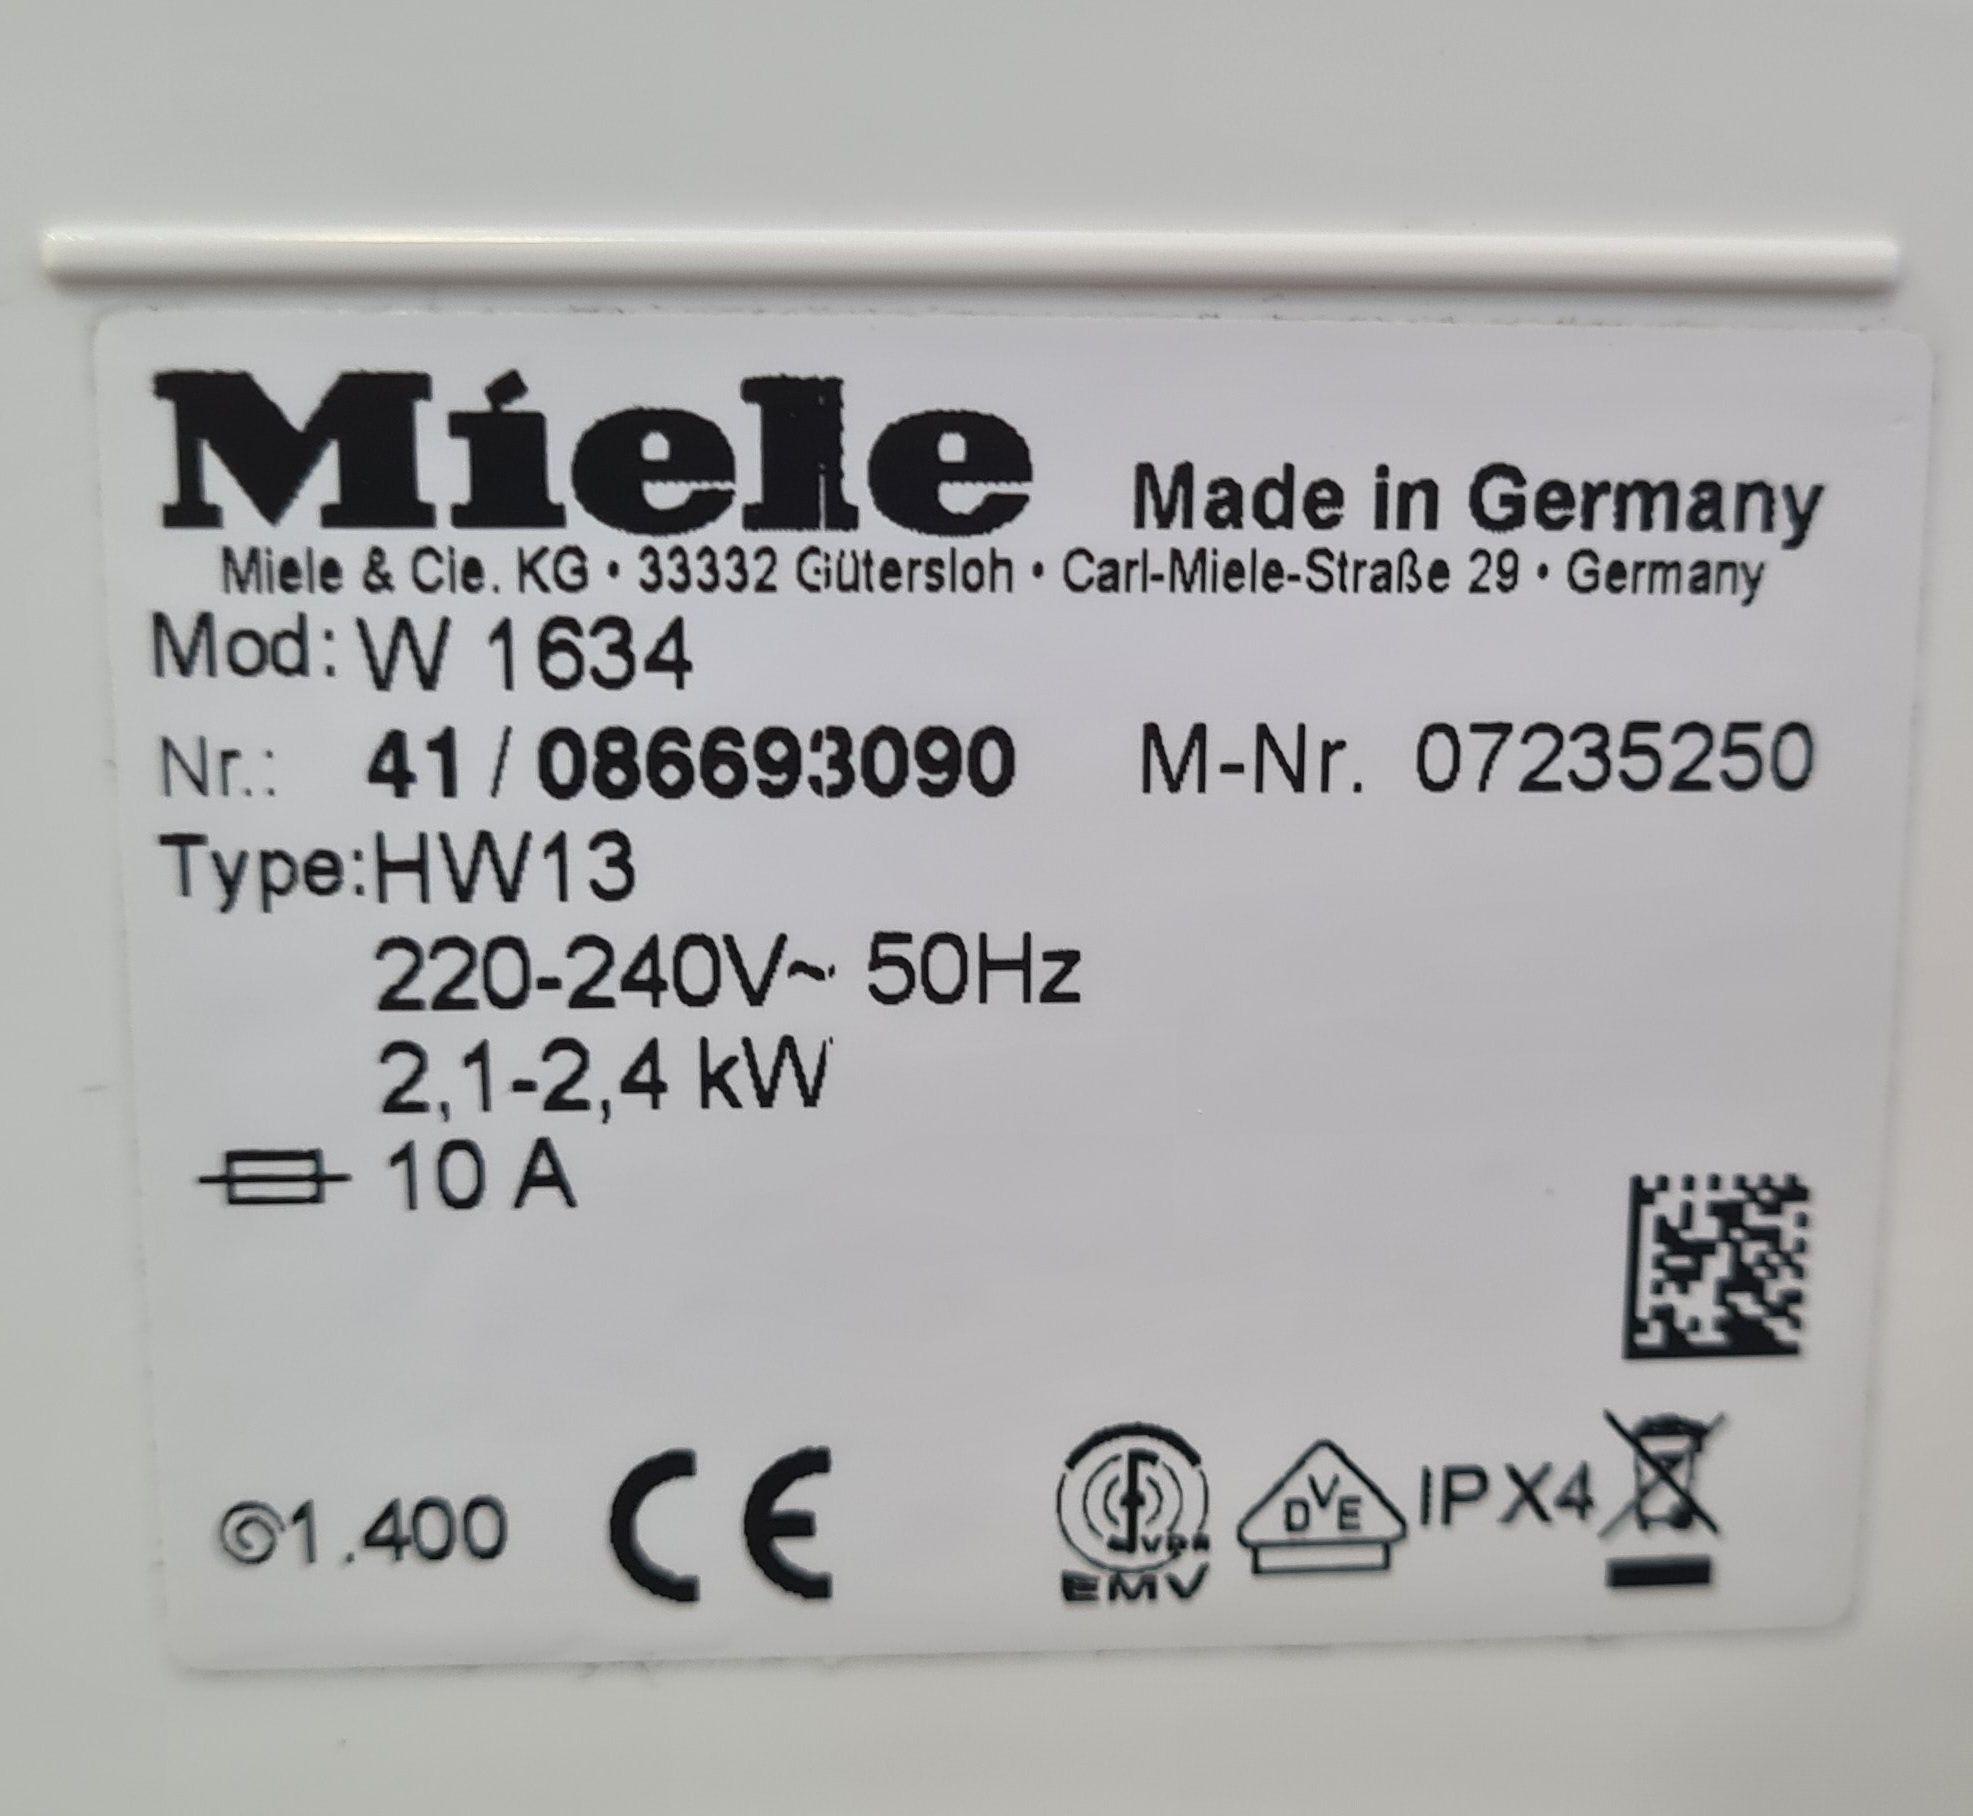 Miele Made in Germany
Miele & Cie. KG • 33332 Gütersloh • Carl-Miele-Straße 29 • Germany
Mod: W 1634
Nr.: 41 / 086693090 M-Nr. 07235250
Type: HW13
220-240V~ 50Hz
2,1-2,4 kW
10 A
1.400 CE VDE EMV DVE IPX4